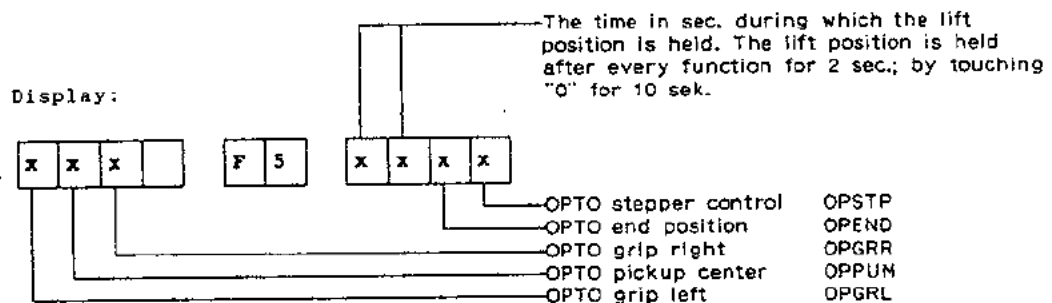 The time in sec. during which the lift
position is held. The lift position is held
after every function for 2 sec.; by touching
"0" for 10 sek.
Display:
x x x F 5 x x x x
OPTO stepper control OPSTP
OPTO end position OPEND
OPTO grip right OPGRR
OPTO pickup center OPPUM
OPTO grip left OPGRL